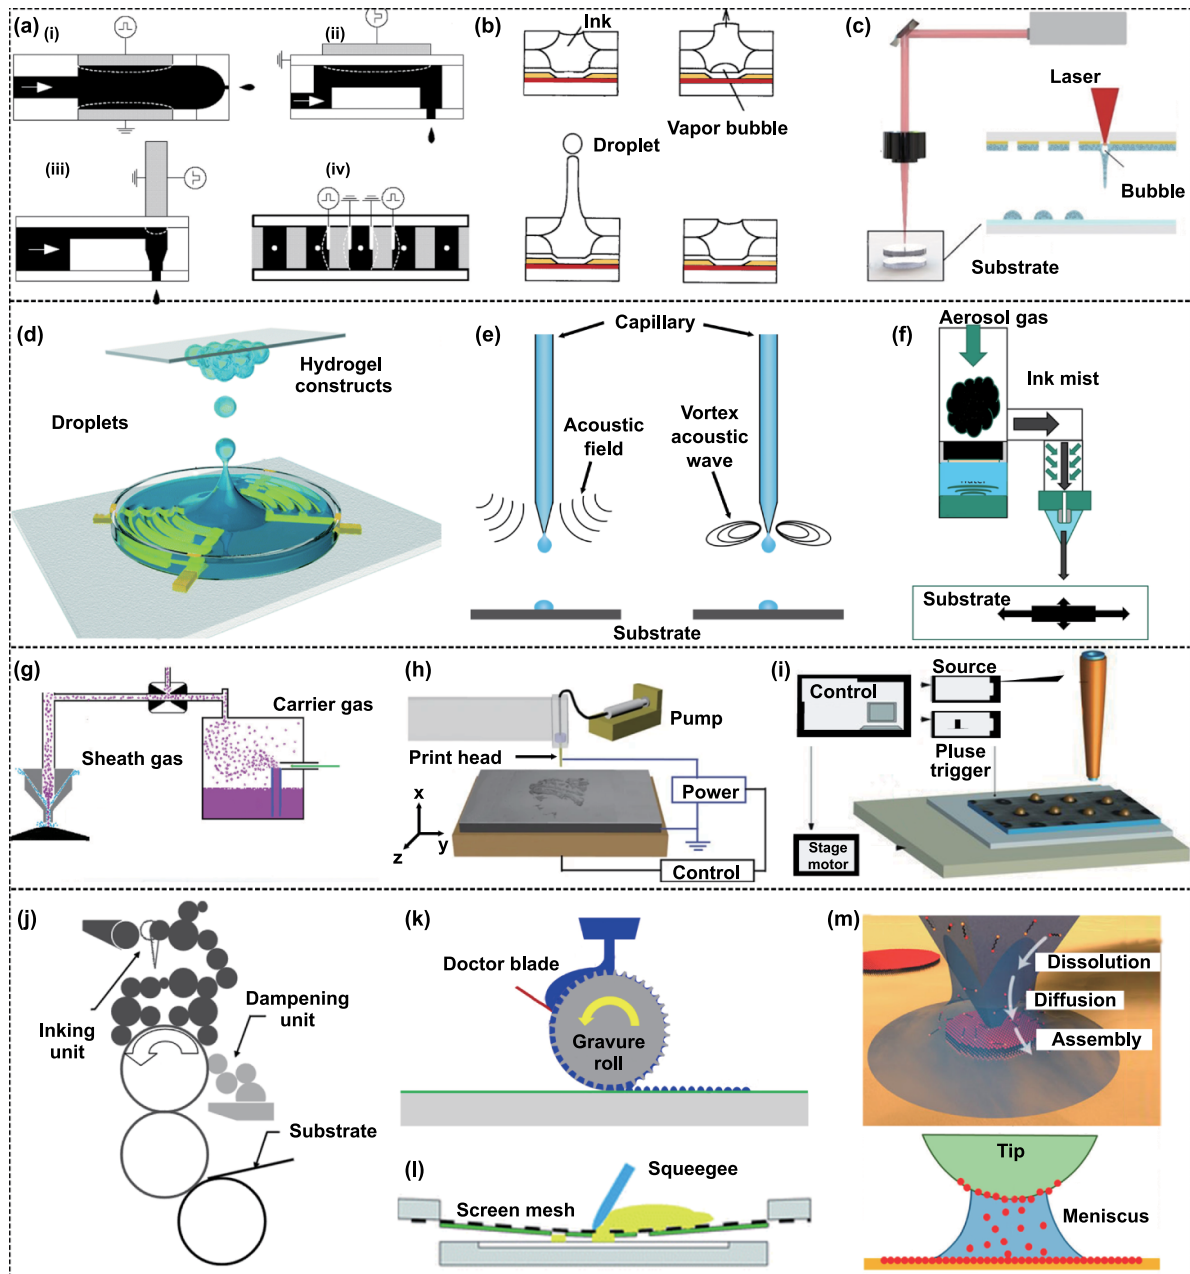 (a)
(i)
(ii)
(iii)
(iv)
(b)
Ink
Vapor bubble
Droplet
(c)
Laser
Bubble
Substrate
(d)
Hydrogel
constructs
Droplets
(e)
Capillary
Acoustic
field
Vortex
acoustic
wave
Substrate
(f)
Aerosol gas
Ink mist
Substrate
(g)
Carrier gas
Sheath gas
(h)
Pump
Print head
Power
x
y
z
Control
(i)
Control
Source
Pluse
trigger
Stage
motor
(j)
Inking
unit
Dampening
unit
Substrate
(k)
Doctor blade
Gravure
roll
(l)
Squeegee
Screen mesh
(m)
Dissolution
Diffusion
Assembly
Tip
Meniscus